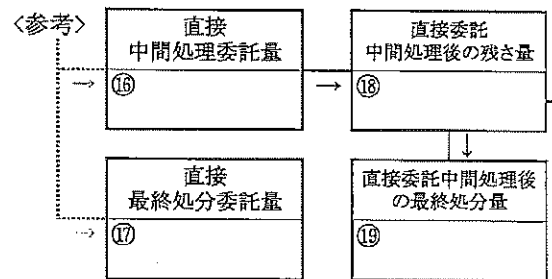 〈参考〉
直接
中間処理委託量
→ ⑯
直接委託
中間処理後の残さ量
→ ⑱
↓
直接
最終処分委託量
→ ⑰
直接委託中間処理後
の最終処分量
⑲